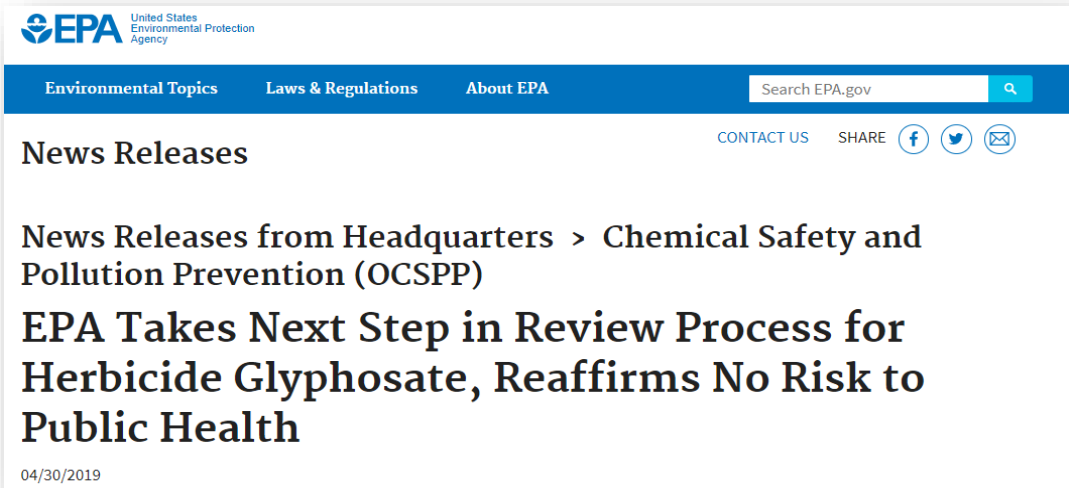 EPA
United States
Environmental Protection
Agency
Environmental Topics Laws & Regulations About EPA Search EPA.gov
CONTACT US SHARE
News Releases
News Releases from Headquarters > Chemical Safety and
Pollution Prevention (OCSPP)
EPA Takes Next Step in Review Process for
Herbicide Glyphosate, Reaffirms No Risk to
Public Health
04/30/2019